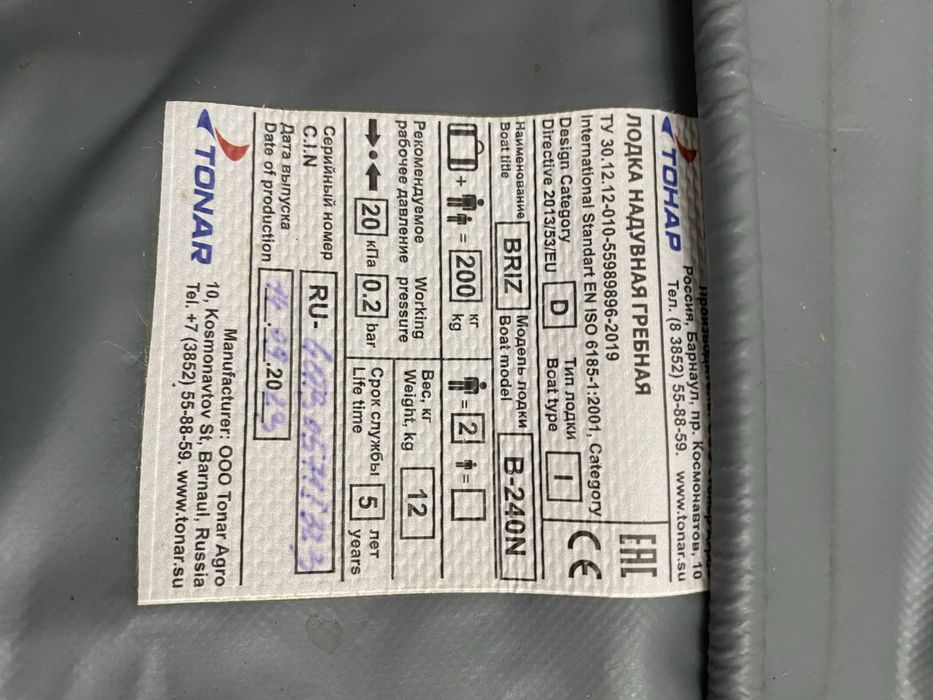 ТОНАР
Россия, Барнаул, пр. Космонавтов, 10
Тел. (8 3852) 55-88-59. www.tonar.su
ЛОДКА НАДУВНАЯ ГРЕБНАЯ
ТУ 30.12.12-010-55989896-2019
EAC
International Standart EN ISO 6185-1:2001, Category
CE
Design Category
Directive 2013/53/EU
D
Тип лодки
Boat type
I
Наименование
Boat title
BRIZ
Модель лодки
Boat model
B-240N
+ = 200 кг
kg
= 2 =
Рекомендуемое
рабочее давление
Working
pressure
20 кПа 0.2 bar
Вес, кг
Weight, kg
12
Срок службы
Life time
5 лет
years
Серийный номер
C.I.N
RU-
Дата выпуска
Date of production
14.09.2023
TONAR
Manufacturer: ООО Tonar Agro
10, Kosmonavtov St, Barnaul, Russia
Tel. +7 (3852) 55-88-59. www.tonar.su